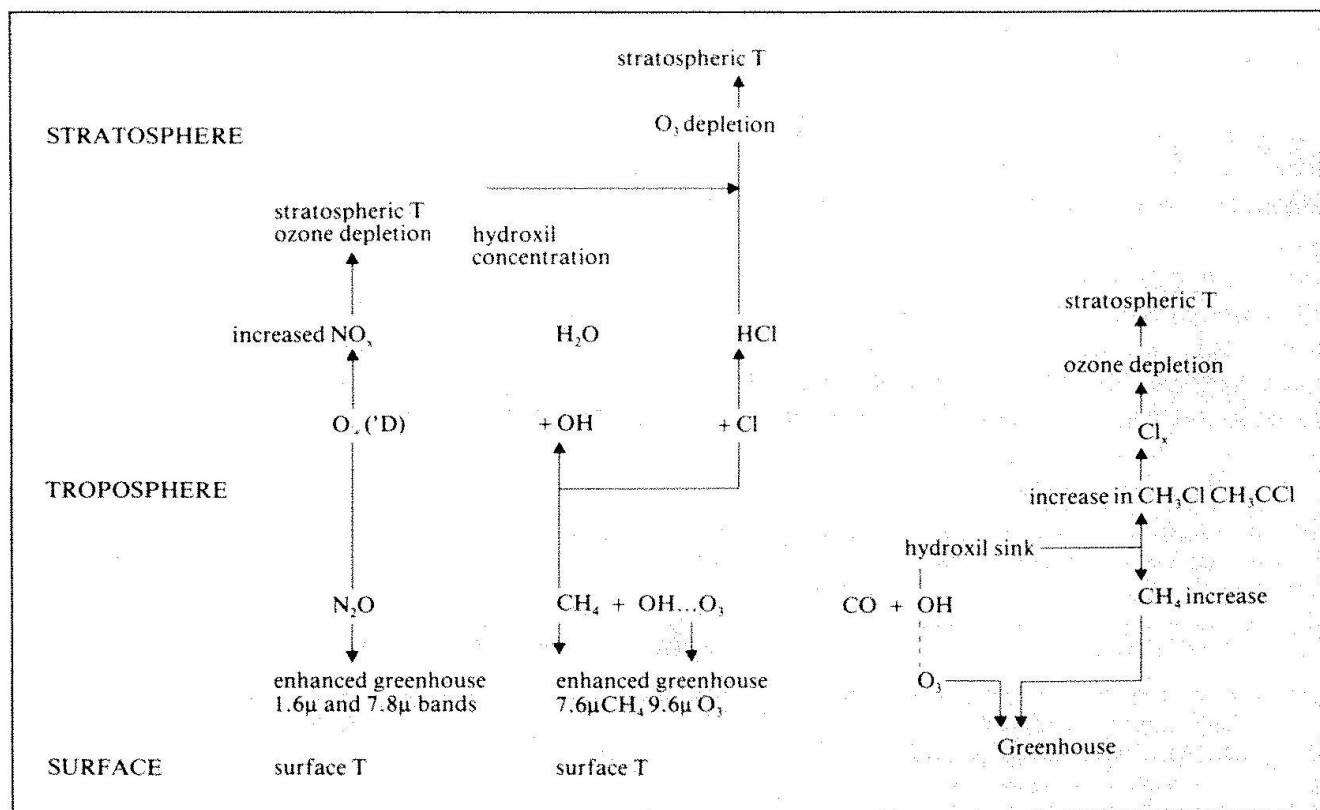 stratospheric T
O₃ depletion
STRATOSPHERE
stratospheric T
ozone depletion
hydroxil
concentration
stratospheric T
increased NOₓ
H₂O
HCl
ozone depletion
O₊ ('D)
+ OH
+ Cl
Clₓ
TROPOSPHERE
increase in CH₃Cl CH₃CCl
hydroxil sink
N₂O
CH₄ + OH...O₃
CO + OH
CH₄ increase
enhanced greenhouse
1.6μ and 7.8μ bands
enhanced greenhouse
7.6μCH₄ 9.6μ O₃
O₃
Greenhouse
SURFACE
surface T
surface T